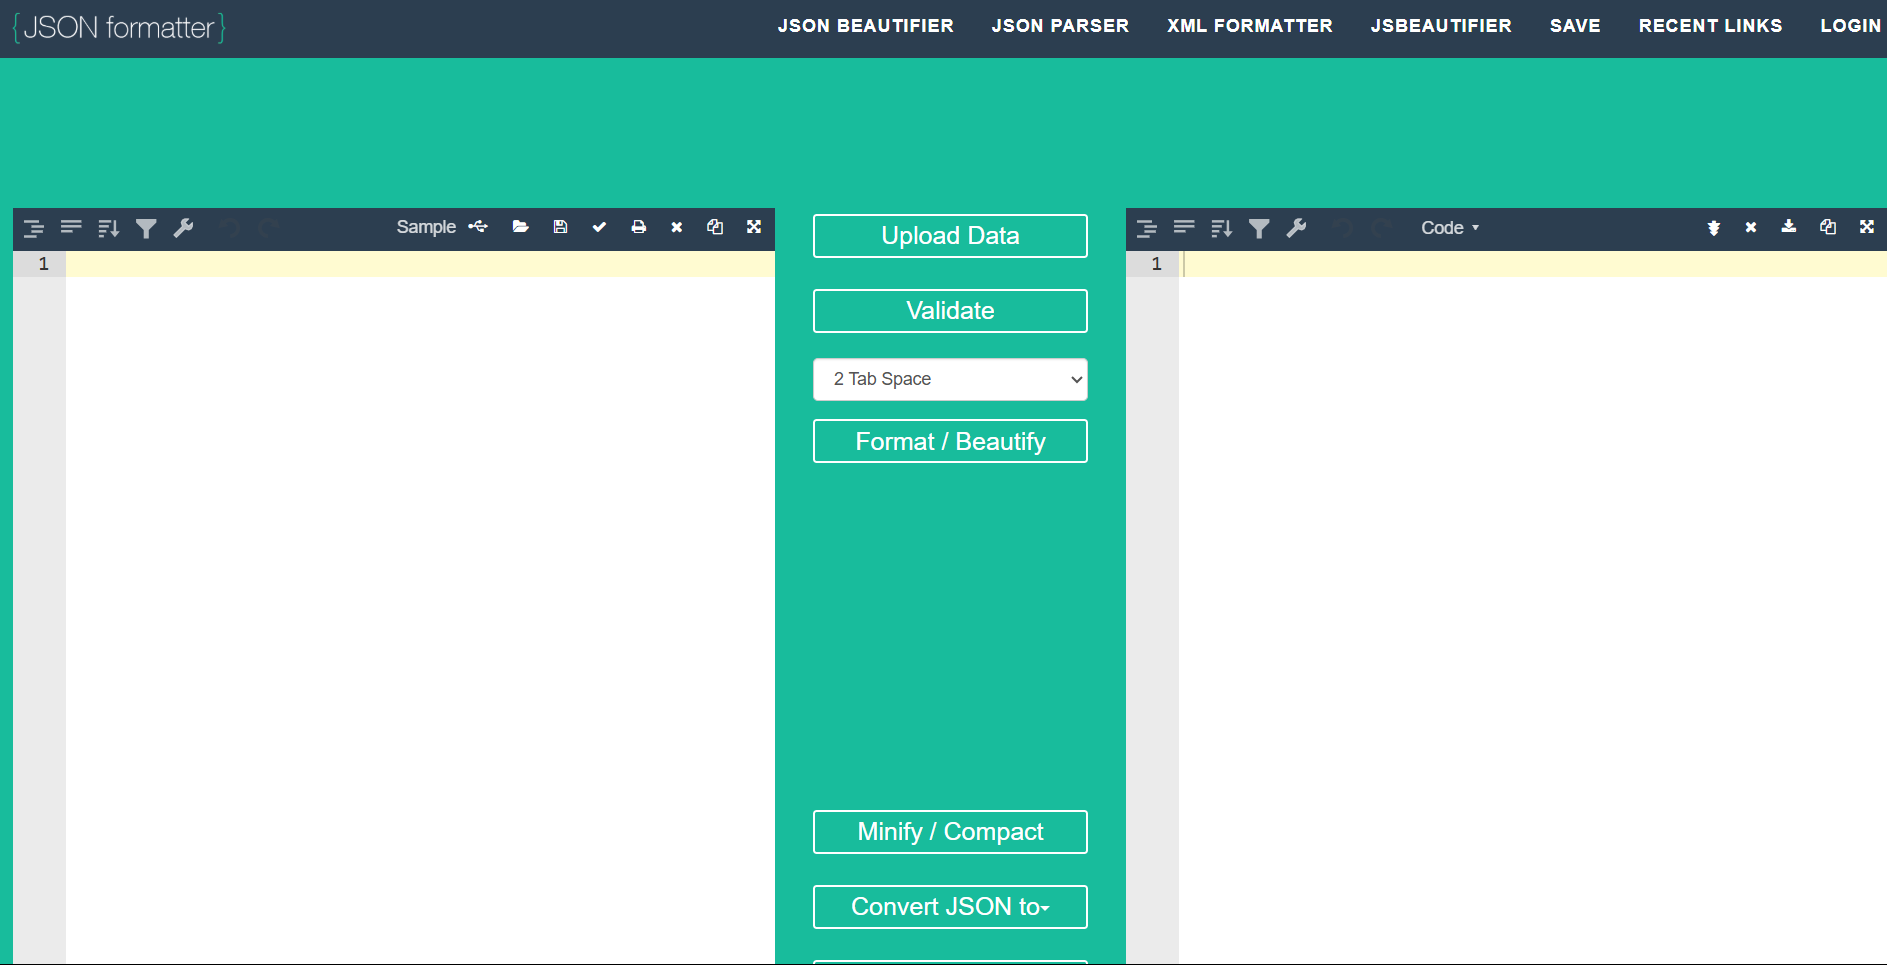 {JSON formatter}
JSON BEAUTIFIER JSON PARSER XML FORMATTER JSBEAUTIFIER SAVE RECENT LINKS LOGIN
Sample
1
Upload Data
Validate
2 Tab Space
Format / Beautify
Minify / Compact
Convert JSON to
Code
1